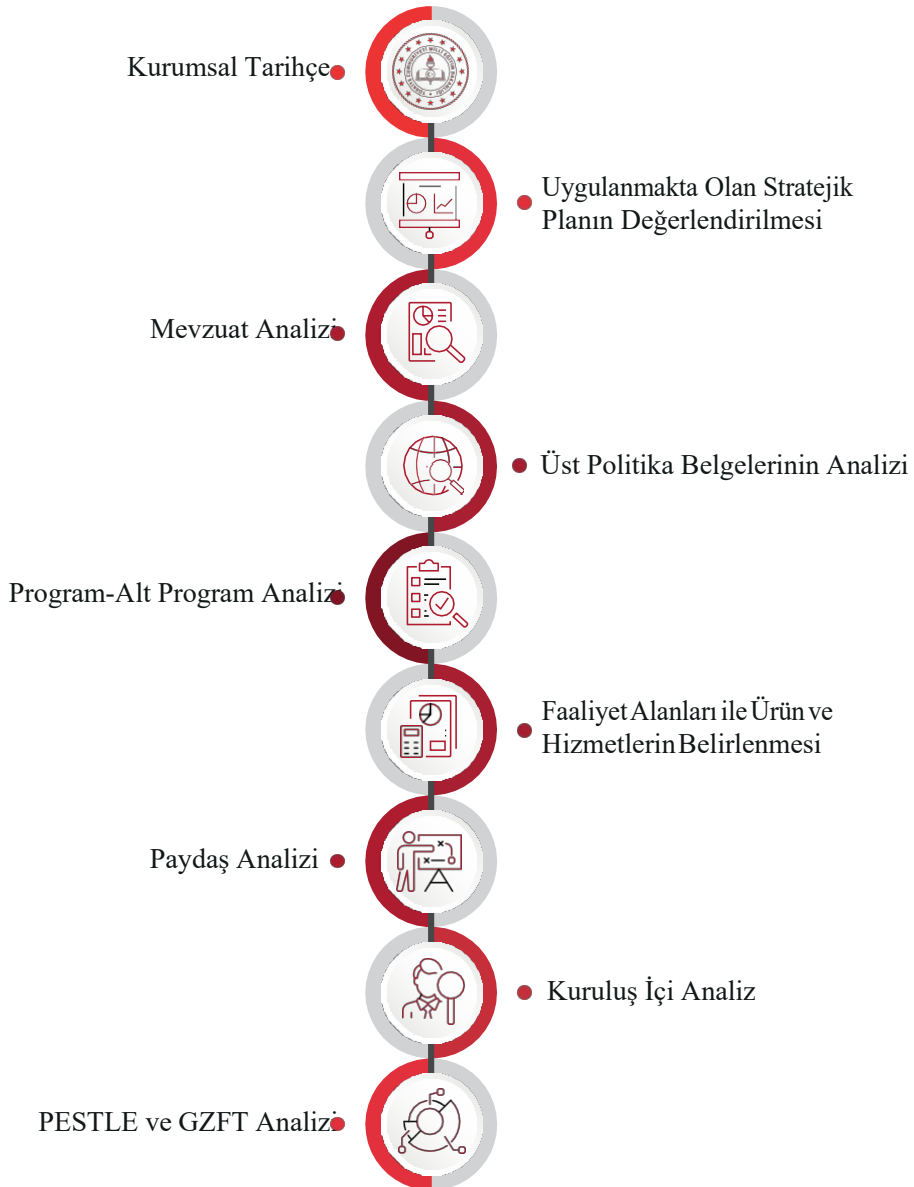 Kurumsal Tarihçe
Uygulanmakta Olan Stratejik
Planın Değerlendirilmesi
Mevzuat Analizi
Üst Politika Belgelerinin Analizi
Program-Alt Program Analizi
Faaliyet Alanları ile Ürün ve
Hizmetlerin Belirlenmesi
Paydaş Analizi
Kuruluş İçi Analiz
PESTLE ve GZFT Analizi